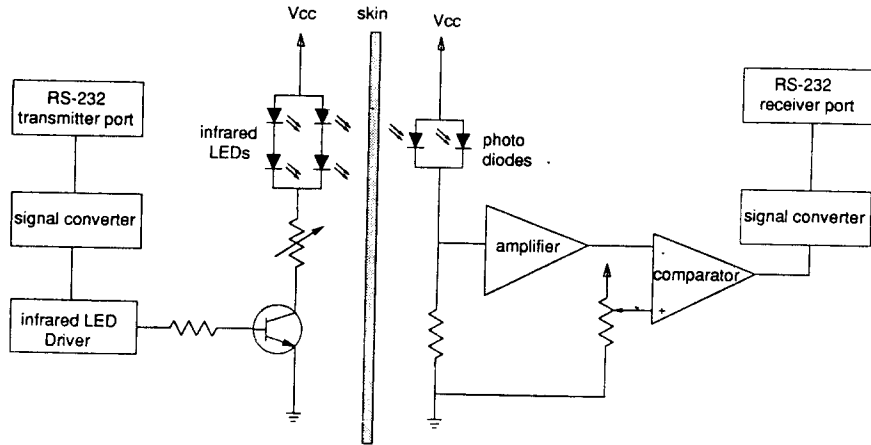 Vcc
skin
Vcc
RS-232
transmitter port
infrared
LEDs
photo
diodes
RS-232
receiver port
signal converter
amplifier
comparator
+
signal converter
infrared LED
Driver